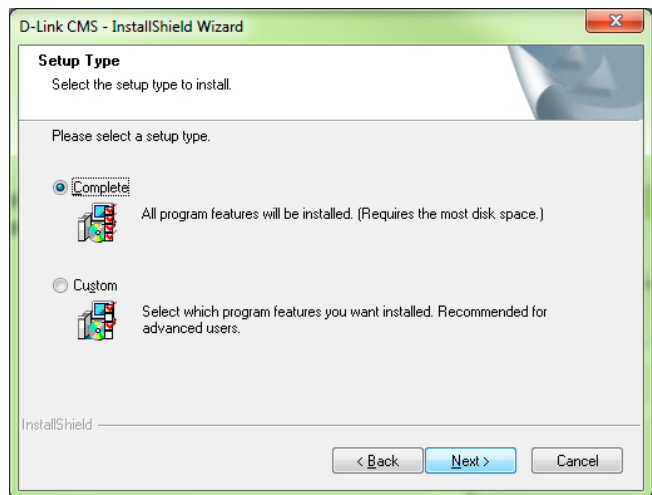 D-Link CMS - InstallShield Wizard
Setup Type
Select the setup type to install.
Please select a setup type.
Complete
All program features will be installed. (Requires the most disk space.)
Custom
Select which program features you want installed. Recommended for
advanced users.
InstallShield
< Back Next > Cancel